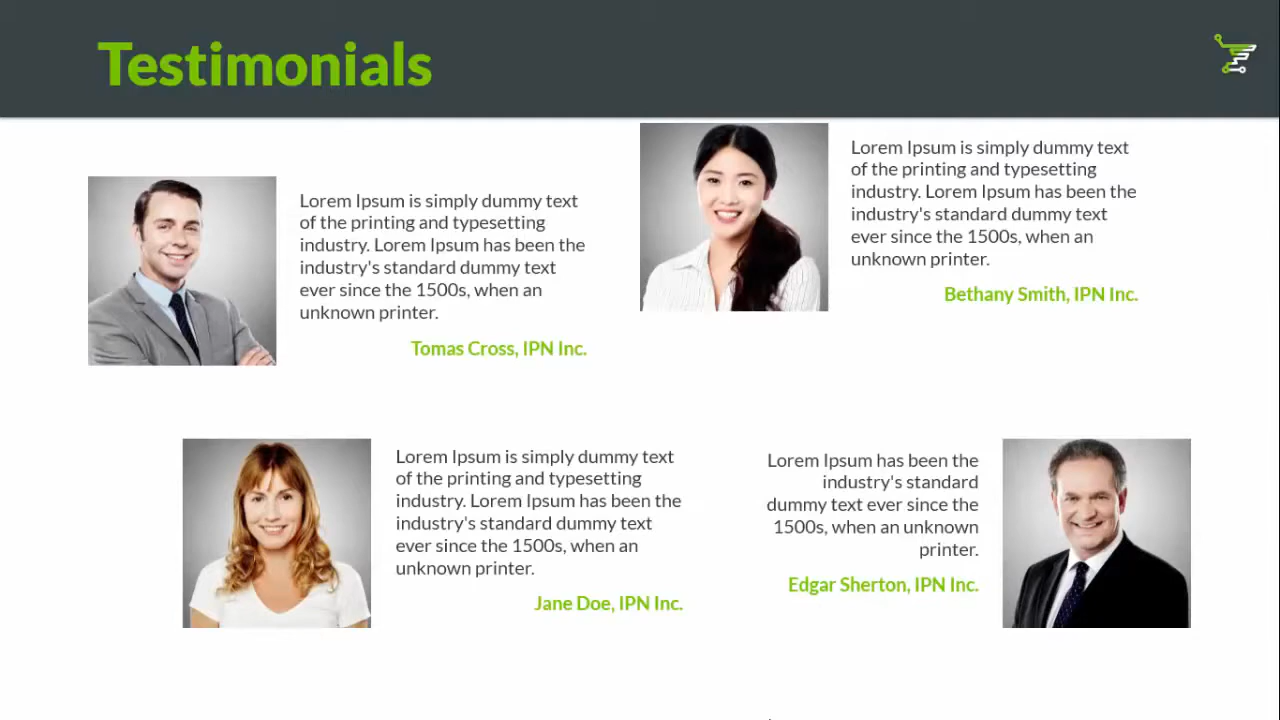 Testimonials
Lorem Ipsum is simply dummy text
of the printing and typesetting
industry. Lorem Ipsum has been the
industry's standard dummy text
ever since the 1500s, when an
unknown printer.
Tomas Cross, IPN Inc.
Lorem Ipsum is simply dummy text
of the printing and typesetting
industry. Lorem Ipsum has been the
industry's standard dummy text
ever since the 1500s, when an
unknown printer.
Bethany Smith, IPN Inc.
Lorem Ipsum is simply dummy text
of the printing and typesetting
industry. Lorem Ipsum has been the
industry's standard dummy text
ever since the 1500s, when an
unknown printer.
Jane Doe, IPN Inc.
Lorem Ipsum has been the
industry's standard
dummy text ever since the
1500s, when an unknown
printer.
Edgar Sherton, IPN Inc.